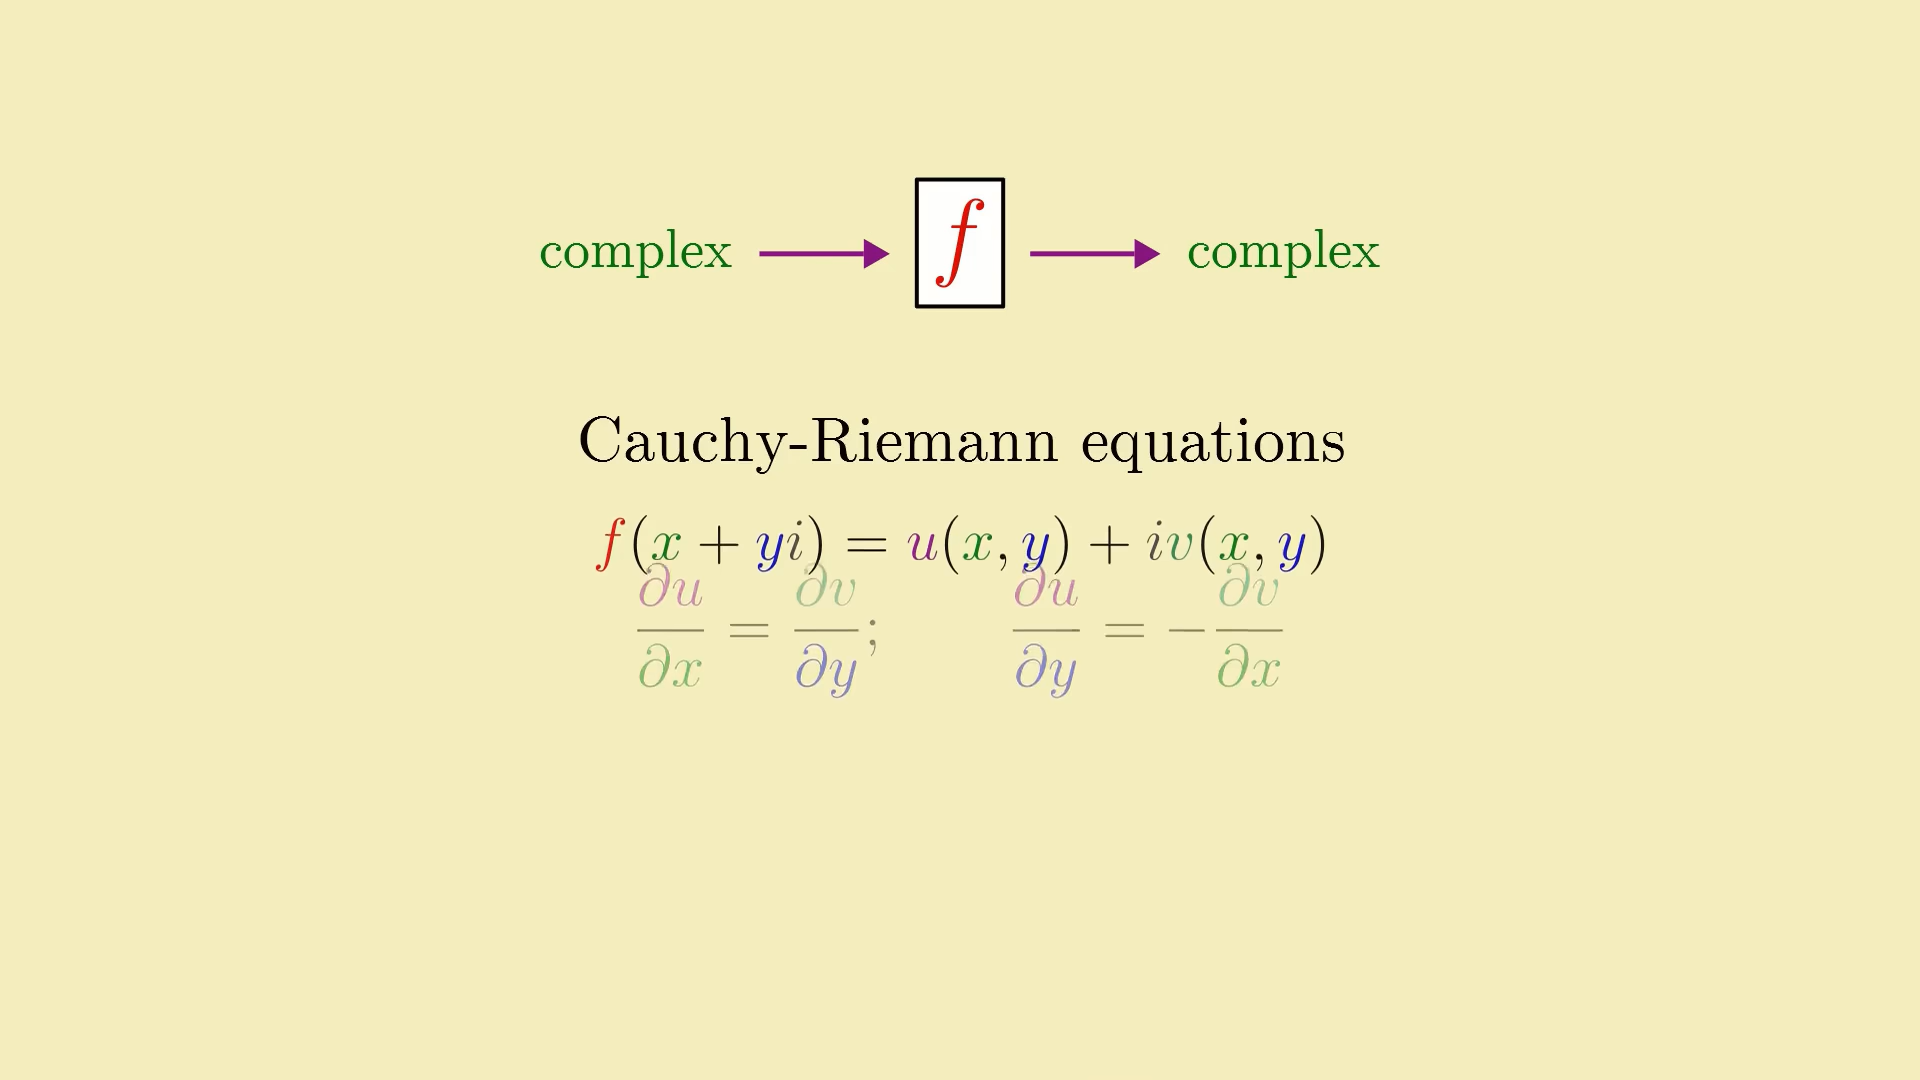 complex f complex
Cauchy-Riemann equations
f(x + yi) = u(x, y) + iv(x, y)
∂u/∂x = ∂v/∂y; ∂u/∂y = −∂v/∂x